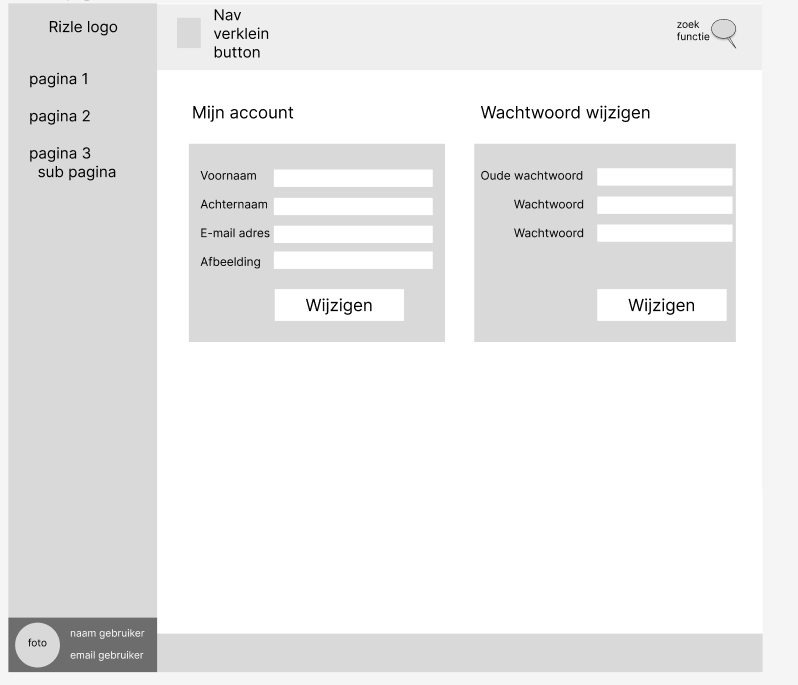 Rizle logo
pagina 1
pagina 2
pagina 3
sub pagina
foto
naam gebruiker
email gebruiker
Nav
verklein
button
zoek
functie
Mijn account
Voornaam
Achternaam
E-mail adres
Afbeelding
Wijzigen
Wachtwoord wijzigen
Oude wachtwoord
Wachtwoord
Wachtwoord
Wijzigen